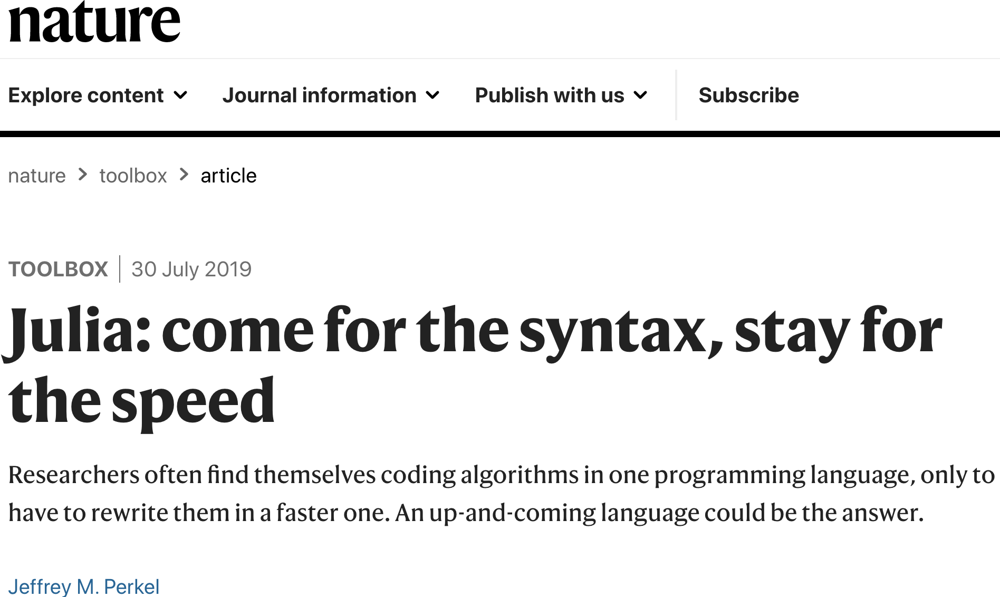 nature
Explore content Journal information Publish with us Subscribe
nature > toolbox > article
TOOLBOX | 30 July 2019
Julia: come for the syntax, stay for
the speed
Researchers often find themselves coding algorithms in one programming language, only to
have to rewrite them in a faster one. An up-and-coming language could be the answer.
Jeffrey M. Perkel